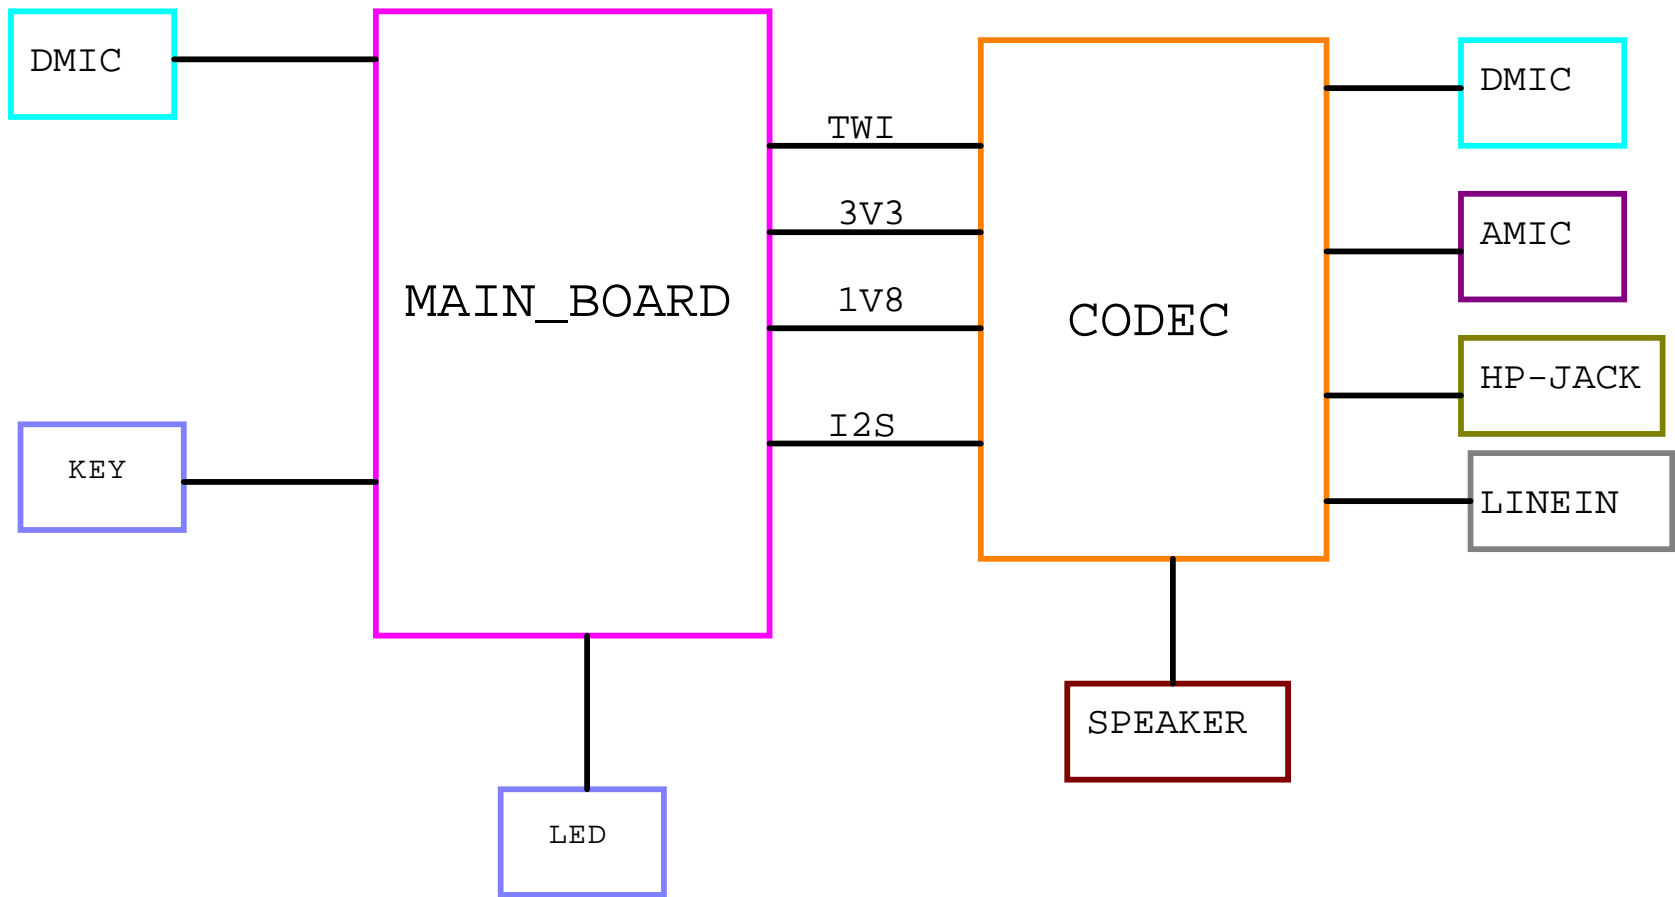 DMIC
DMIC
TWI
3V3
AMIC
MAIN_BOARD
1V8
CODEC
HP-JACK
I2S
KEY
LINEIN
SPEAKER
LED